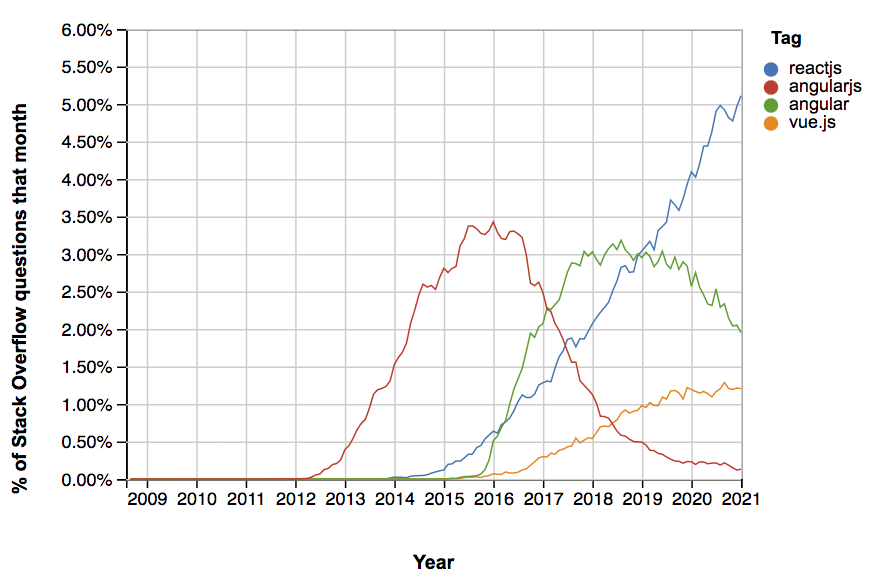 % of Stack Overflow questions that month
6.00%
5.50%
5.00%
4.50%
4.00%
3.50%
3.00%
2.50%
2.00%
1.50%
1.00%
0.50%
0.00%
2009 2010 2011 2012 2013 2014 2015 2016 2017 2018 2019 2020 2021
Year
Tag
reactjs
angularjs
angular
vue.js